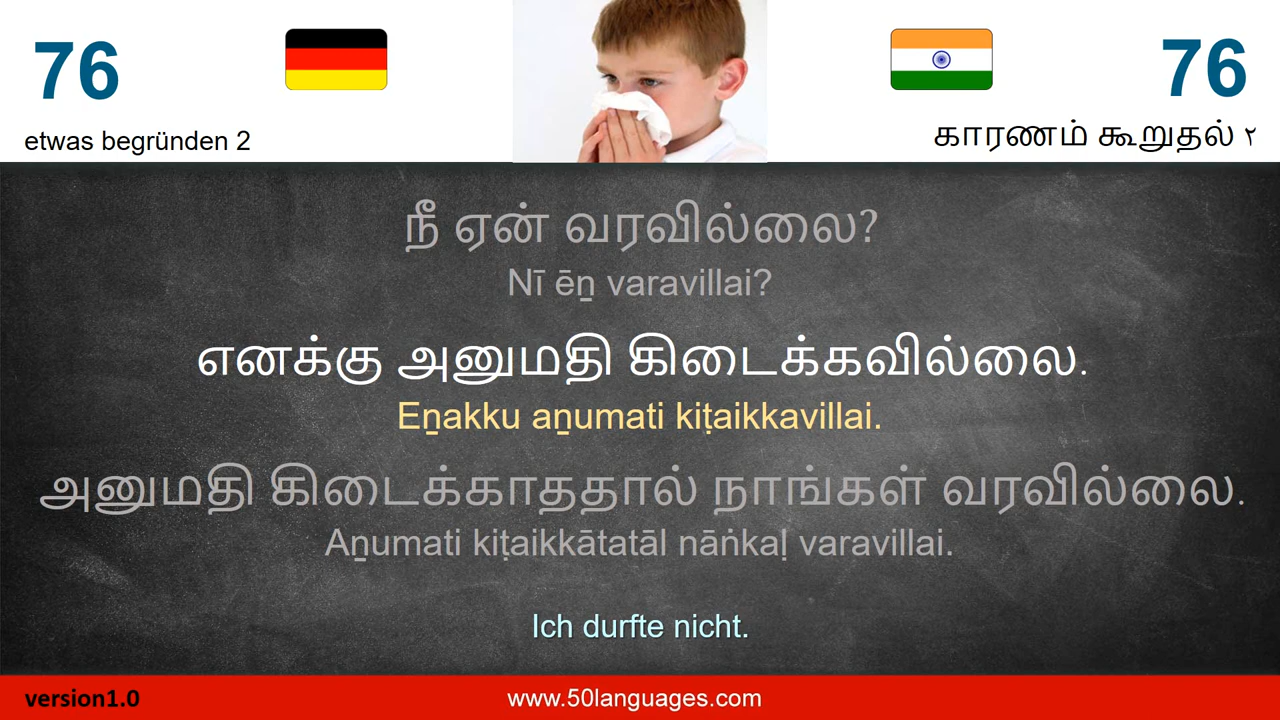 76
76
etwas begründen 2
காரணம் கூறுதல் ٢
நீ ஏன் வரவில்லை?
Nī ēṉ varavillai?
எனக்கு அனுமதி கிடைக்கவில்லை.
Eṉakku aṉumati kiṭaikkavillai.
அனுமதி கிடைக்காததால் நாங்கள் வரவில்லை.
Aṉumati kiṭaikkātatāl nāṅkaḷ varavillai.
Ich durfte nicht.
version1.0
www.50languages.com